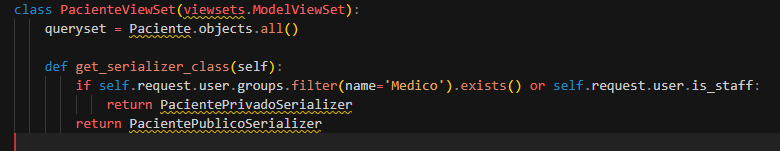 class PacienteViewSet(viewsets.ModelViewSet):
    queryset = Paciente.objects.all()
    def get_serializer_class(self):
        if self.request.user.groups.filter(name='Medico').exists() or self.request.user.is_staff:
            return PacientePrivadoSerializer
        return PacientePublicoSerializer